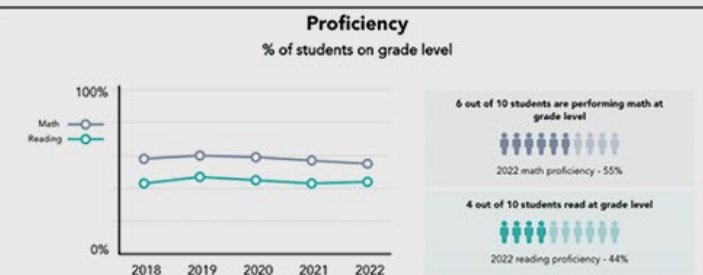 Proficiency
% of students on grade level
100%
Math
Reading
0%
2018 2019 2020 2021 2022
6 out of 10 students are performing math at
grade level
2022 math proficiency - 55%
4 out of 10 students read at grade level
2022 reading proficiency - 44%